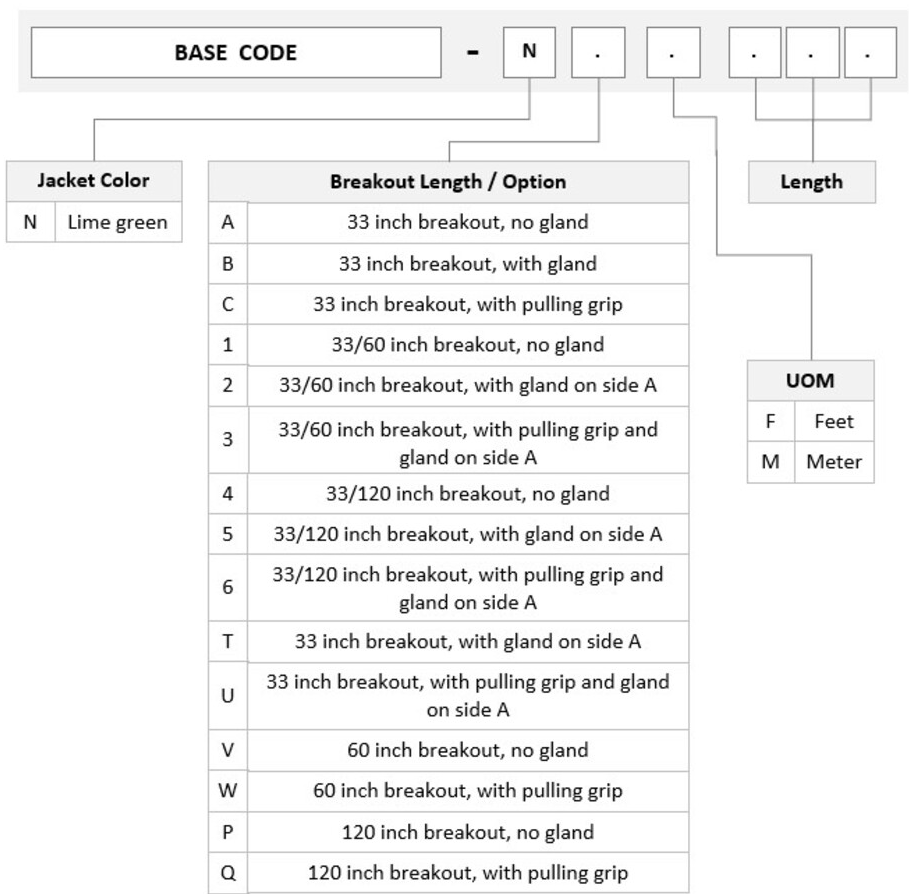 BASE CODE - N . . . . .
Jacket Color
N Lime green
Breakout Length / Option
A 33 inch breakout, no gland
B 33 inch breakout, with gland
C 33 inch breakout, with pulling grip
1 33/60 inch breakout, no gland
2 33/60 inch breakout, with gland on side A
3 33/60 inch breakout, with pulling grip and
gland on side A
4 33/120 inch breakout, no gland
5 33/120 inch breakout, with gland on side A
6 33/120 inch breakout, with pulling grip and
gland on side A
T 33 inch breakout, with gland on side A
U 33 inch breakout, with pulling grip and gland
on side A
V 60 inch breakout, no gland
W 60 inch breakout, with pulling grip
P 120 inch breakout, no gland
Q 120 inch breakout, with pulling grip
Length
UOM
F Feet
M Meter